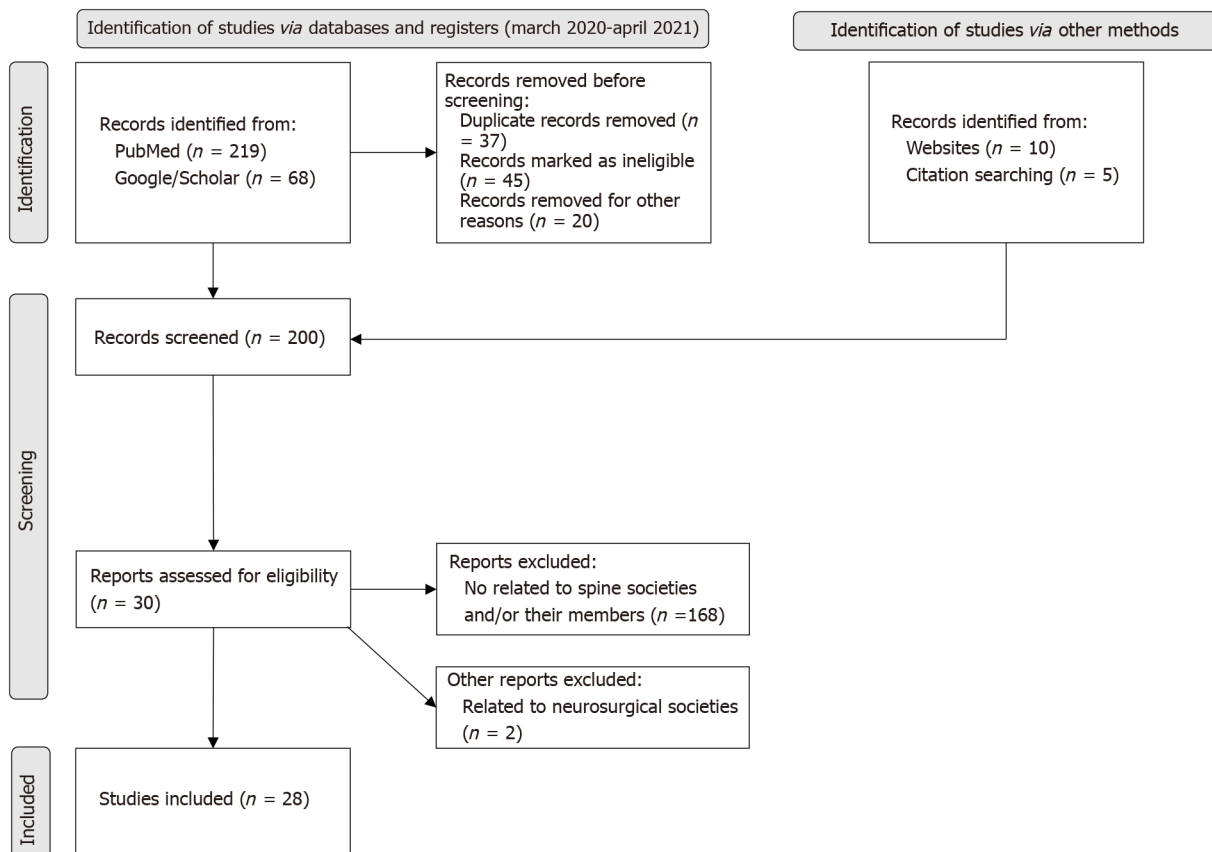 Identification of studies via databases and registers (march 2020-april 2021)
Identification of studies via other methods
Identification
Records identified from:
PubMed (n = 219)
Google/Scholar (n = 68)
Records removed before
screening:
Duplicate records removed (n
= 37)
Records marked as ineligible
(n = 45)
Records removed for other
reasons (n = 20)
Records identified from:
Websites (n = 10)
Citation searching (n = 5)
Screening
Records screened (n = 200)
Reports assessed for eligibility
(n = 30)
Reports excluded:
No related to spine societies
and/or their members (n =168)
Other reports excluded:
Related to neurosurgical societies
(n = 2)
Included
Studies included (n = 28)